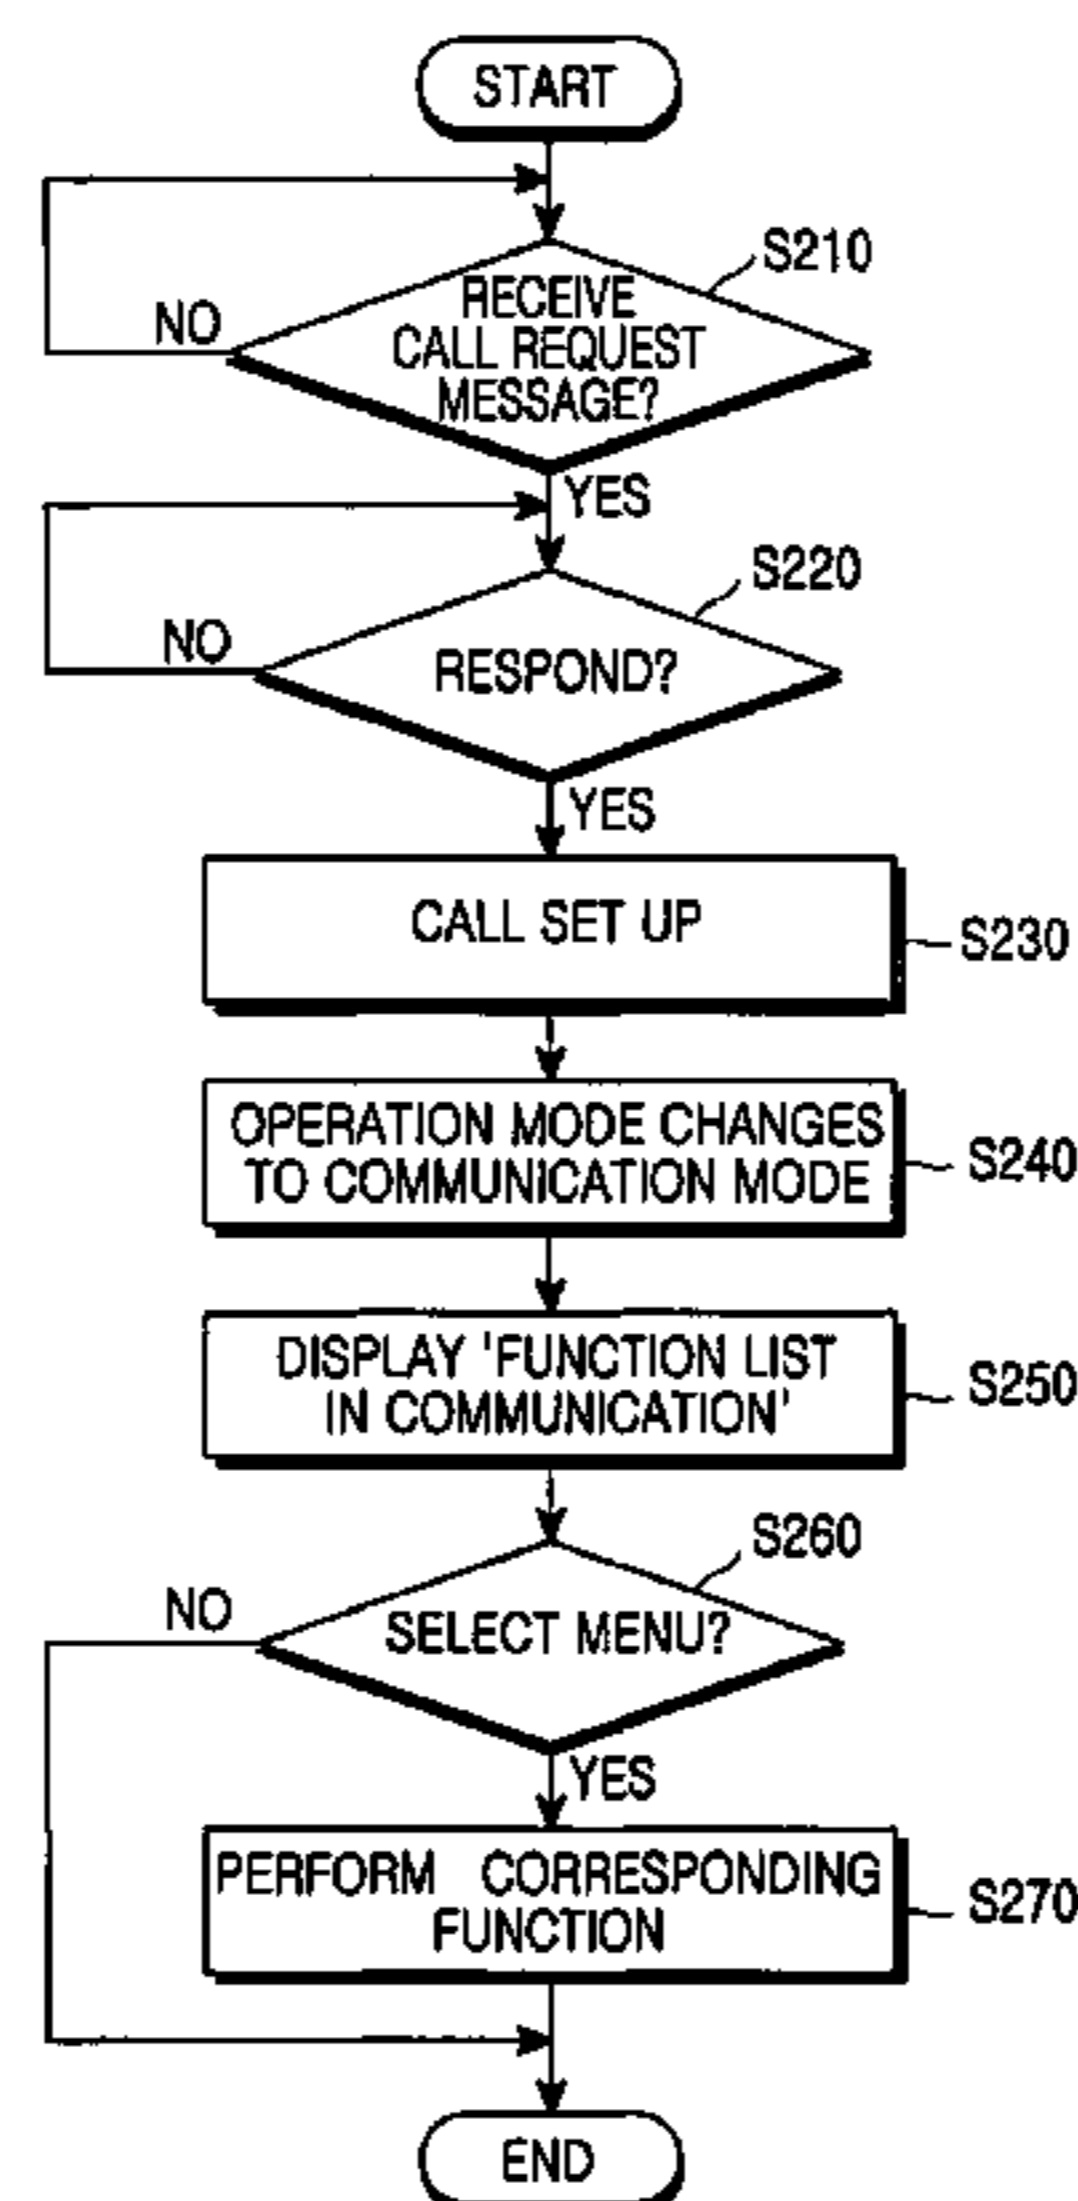 START
S210
RECEIVE
CALL REQUEST
MESSAGE?
NO
YES
S220
RESPOND?
NO
YES
CALL SET UP
S230
OPERATION MODE CHANGES
TO COMMUNICATION MODE
S240
DISPLAY 'FUNCTION LIST
IN COMMUNICATION'
S250
S260
SELECT MENU?
NO
YES
PERFORM CORRESPONDING
FUNCTION
S270
END